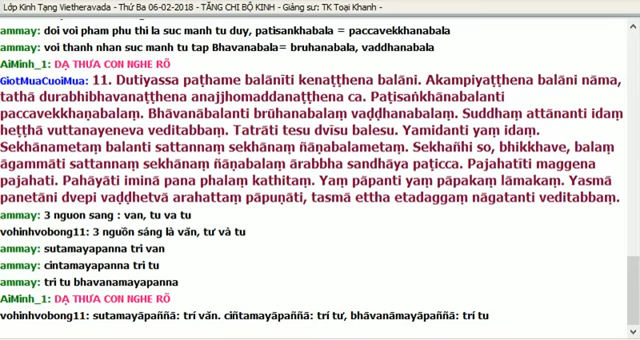 Lớp Kinh Tạng Vietheravada - Thứ Ba 06-02-2018 - TĂNG CHI BỘ KINH - Giảng sư: TK Toại Khanh -
ammay: doi voi pham phu thi la suc manh tu duy, patisankhabala = paccavekkhanabala
ammay: voi thanh nhan suc manh tu tap Bhavanabala= bruhanabala, vaddhanabala
AiMinh_1: DẠ THƯA CON NGHE RÕ
GiotMuaCuoiMua: 11. Dutiyassa paṭhame balānīti kenaṭṭhena balāni. Akampiyaṭṭhena balāni nāma,
tathā durabhibhavanaṭṭhena anajjhomaddanaṭṭhena ca. Paṭisaṅkhānabalanti
paccavekkhaṇabalaṃ. Bhāvanābalanti brūhanabalaṃ vaḍḍhanabalaṃ. Suddhaṃ attānanti idaṃ
heṭṭhā vuttanayeneva veditabbaṃ. Tatrāti tesu dvīsu balesu. Yamidanti yaṃ idaṃ.
Sekhānametaṃ balanti sattannaṃ sekhānaṃ ñāṇabalametaṃ. Sekhañhi so, bhikkhave, balaṃ
āgammāti sattannaṃ sekhānaṃ ñāṇabalaṃ ārabbha sandhāya paṭicca. Pajahatīti maggena
pajahati. Pahāyāti iminā pana phalaṃ kathitaṃ. Yaṃ pāpanti yaṃ pāpakaṃ lāmakaṃ. Yasmā
panetāni dvepi vaḍḍhetvā arahattaṃ pāpuṇāti, tasmā ettha etadaggaṃ nāgatanti veditabbaṃ.
ammay: 3 nguon sang : van, tu va tu
vohinhvobong11: 3 nguồn sáng là văn, tư và tu
ammay: sutamayapanna tri van
ammay: cintamayapanna tri tu
ammay: tri tu bhavanamayapanna
AiMinh_1: DẠ THƯA CON NGHE RÕ
vohinhvobong11: sutamayāpaññā: trí văn. ciñtamayāpaññā: trí tư, bhāvanāmayāpaññā: trí tu